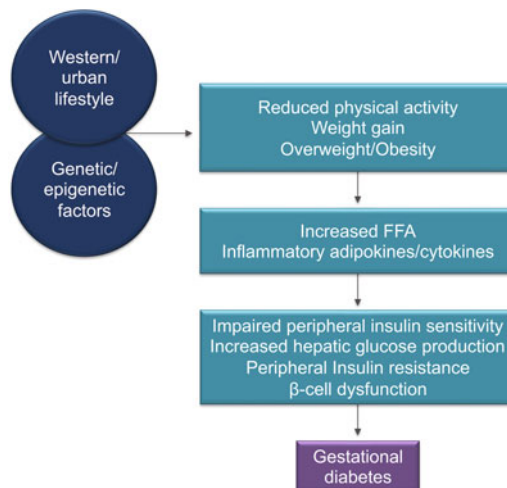 Western/
urban
lifestyle
Genetic/
epigenetic
factors
Reduced physical activity
Weight gain
Overweight/Obesity
Increased FFA
Inflammatory adipokines/cytokines
Impaired peripheral insulin sensitivity
Increased hepatic glucose production
Peripheral Insulin resistance
β-cell dysfunction
Gestational
diabetes